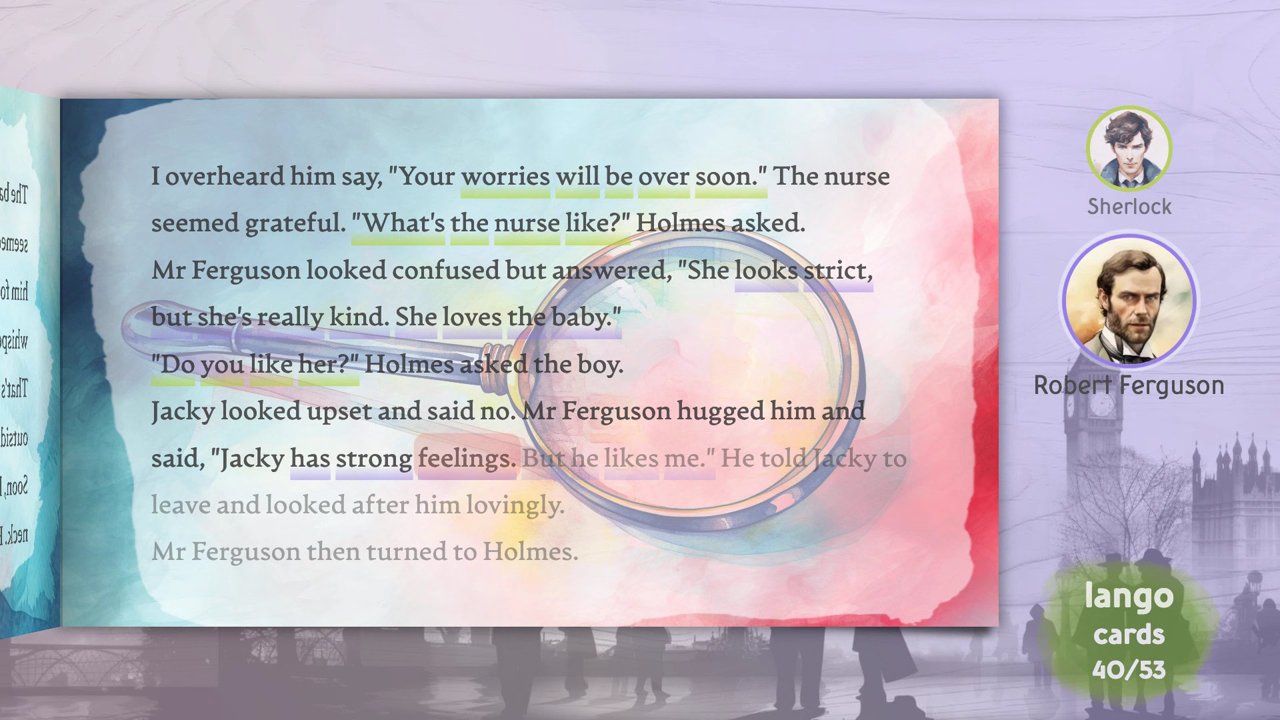 I overheard him say, "Your worries will be over soon." The nurse
seemed grateful. "What's the nurse like?" Holmes asked.
Mr Ferguson looked confused but answered, "She looks strict,
but she's really kind. She loves the baby."
"Do you like her?" Holmes asked the boy.
Jacky looked upset and said no. Mr Ferguson hugged him and
said, "Jacky has strong feelings. But he likes me." He told Jacky to
leave and looked after him lovingly.
Mr Ferguson then turned to Holmes.
Sherlock
Robert Ferguson
lango
cards
40/53